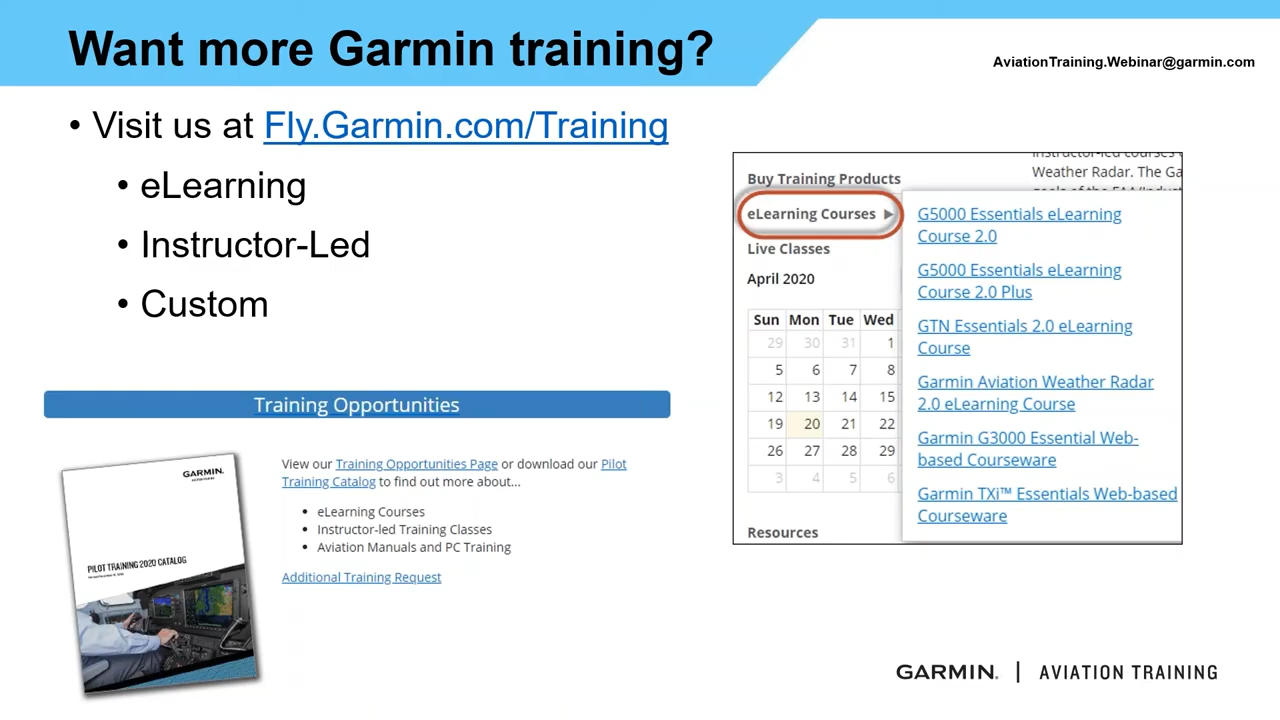 Want more Garmin training?
AviationTraining.Webinar@garmin.com
• Visit us at Fly.Garmin.com/Training
• eLearning
• Instructor-Led
• Custom
Training Opportunities
GARMIN.
PILOT TRAINING 2020 CATALOG
View our Training Opportunities Page or download our Pilot
Training Catalog to find out more about...
• eLearning Courses
• Instructor-led Training Classes
• Aviation Manuals and PC Training
Additional Training Request
Weather Radar. The Ga
Buy Training Products
eLearning Courses ▶
Live Classes
April 2020
Sun Mon Tue Wed
29 30 31 1
5 6 7 8
12 13 14 15
19 20 21 22
26 27 28 29
3 4 5 6
Resources
G5000 Essentials eLearning
Course 2.0
G5000 Essentials eLearning
Course 2.0 Plus
GTN Essentials 2.0 eLearning
Course
Garmin Aviation Weather Radar
2.0 eLearning Course
Garmin G3000 Essential Web-
based Courseware
Garmin TXi™ Essentials Web-based
Courseware
GARMIN. | AVIATION TRAINING